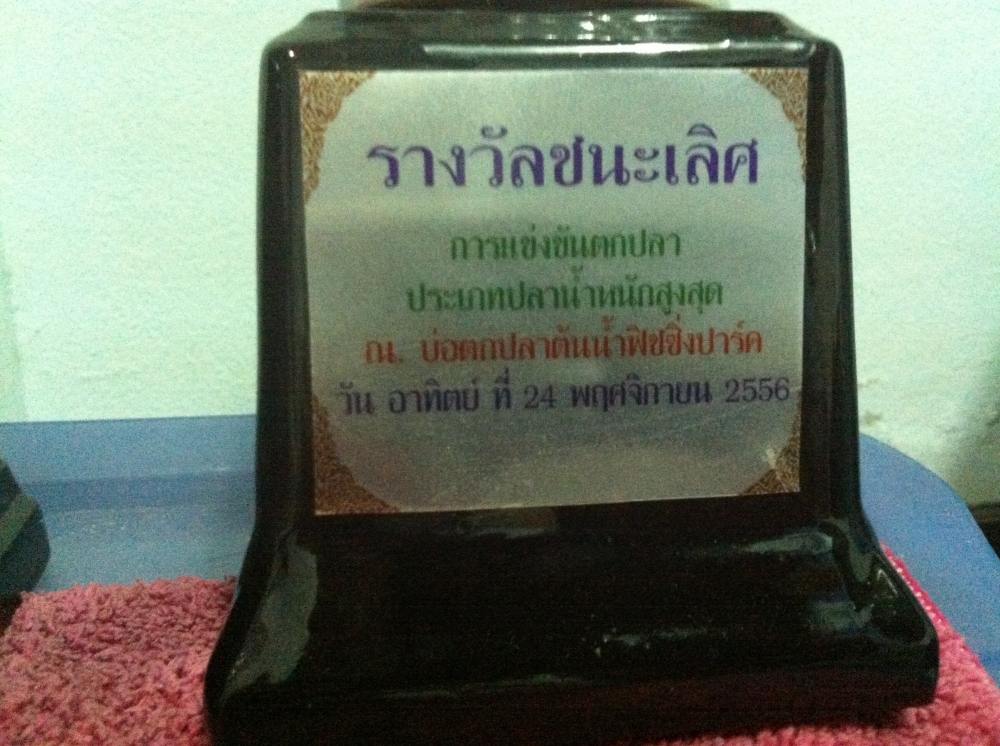 รางวัลชนะเลิศ
การแข่งขันตกปลา
ประเภทปลาน้ำหนักสูงสุด
ณ. บ่อตกปลาต้นน้ำฟิชชิ่งปาร์ค
วัน อาทิตย์ ที่ 24 พฤศจิกายน 2556